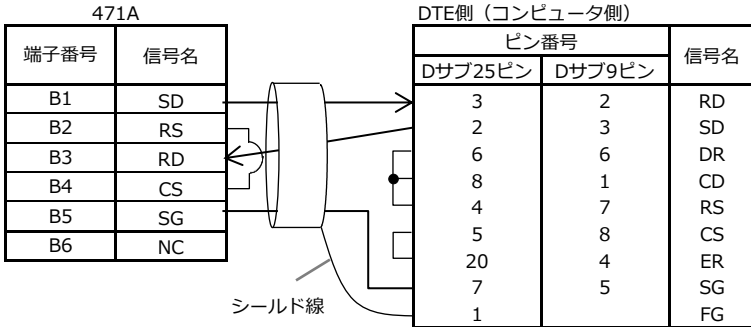 471A
端子番号 信号名
B1 SD
B2 RS
B3 RD
B4 CS
B5 SG
B6 NC
シールド線
DTE側（コンピュータ側）
ピン番号 信号名
Dサブ25ピン Dサブ9ピン
3 2 RD
2 3 SD
6 6 DR
8 1 CD
4 7 RS
5 8 CS
20 4 ER
7 5 SG
1 FG